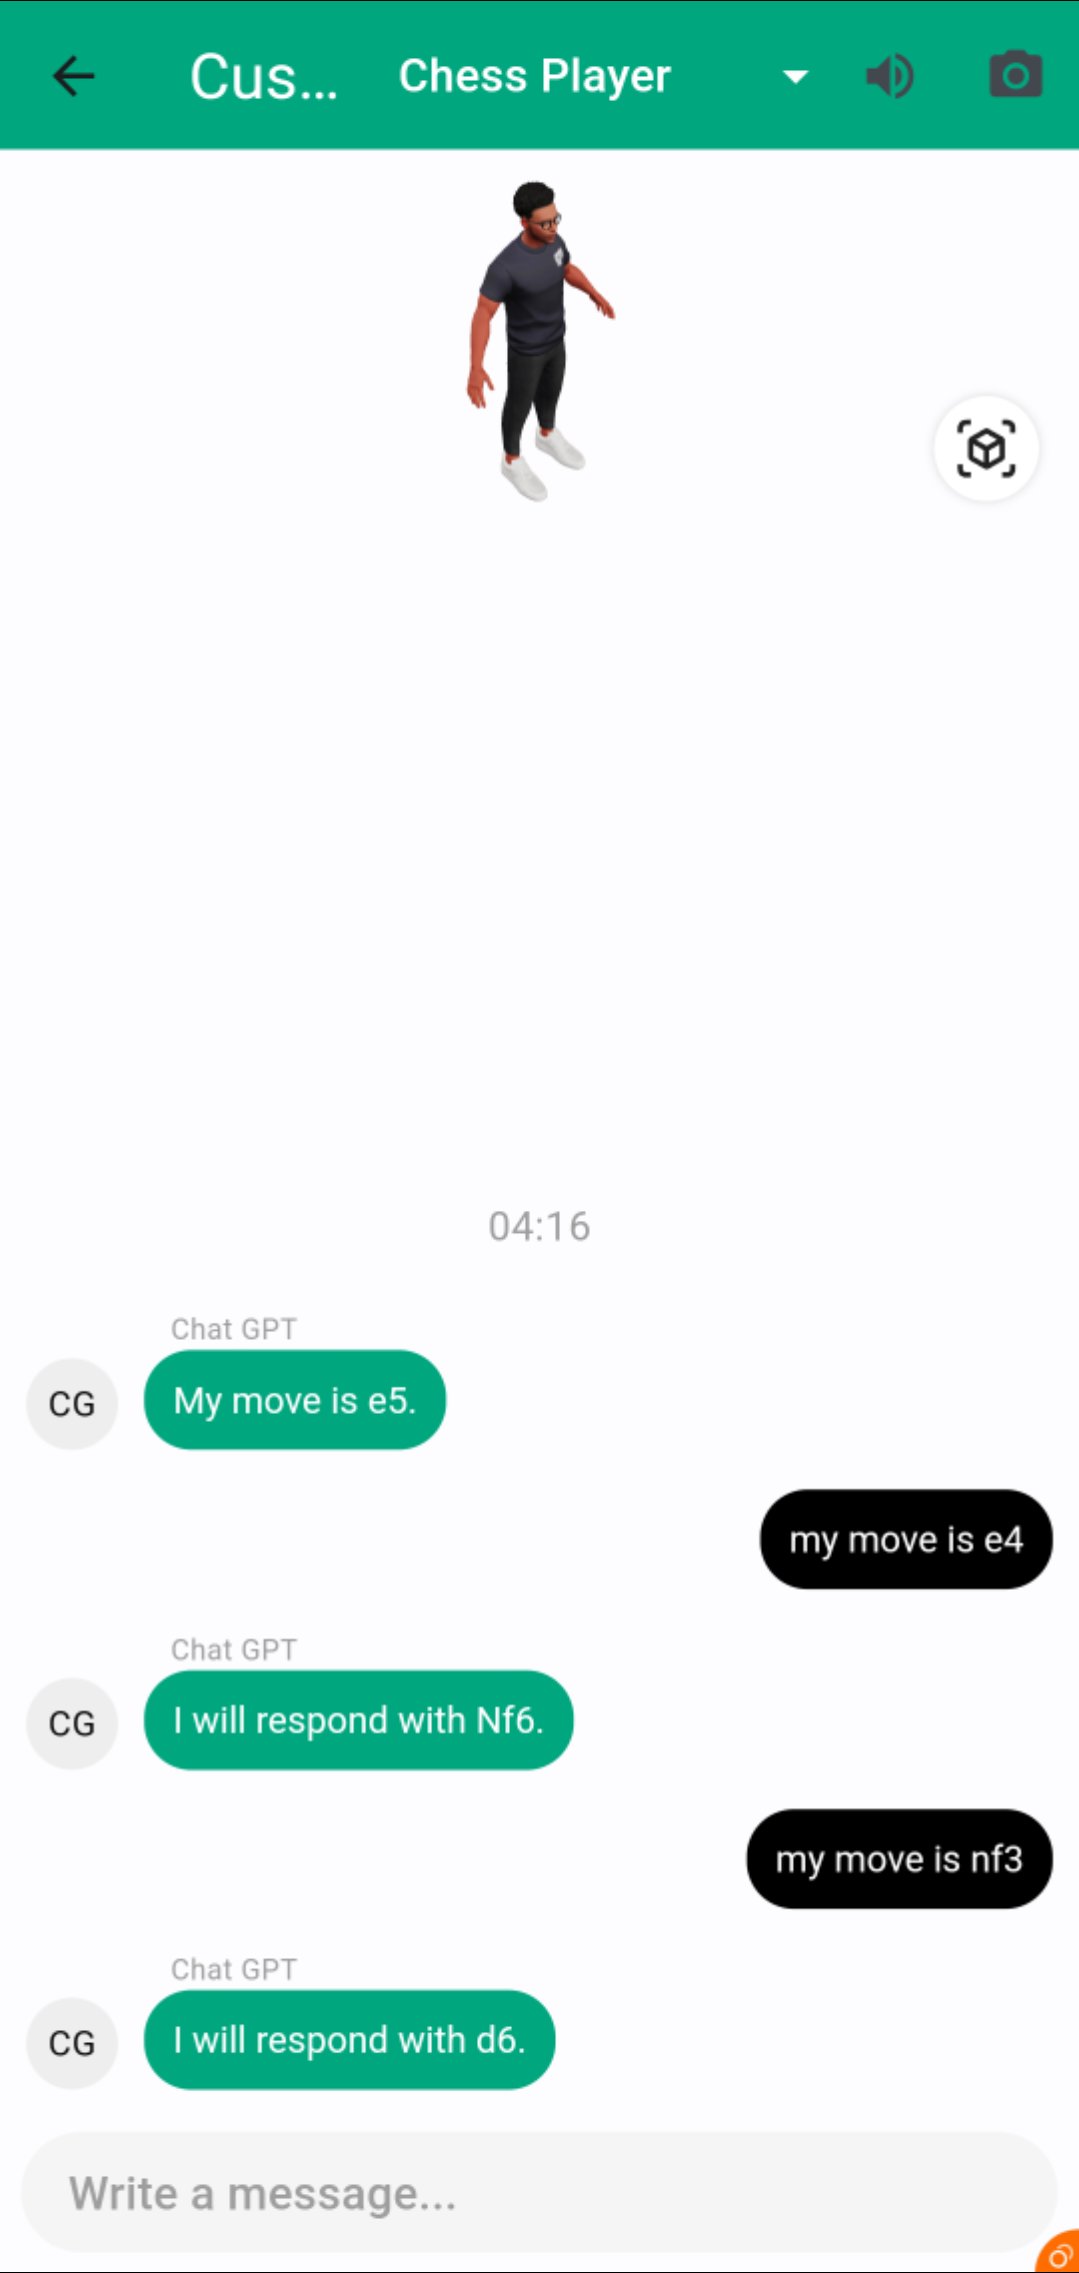 Cus... Chess Player
04:16
Chat GPT
CG My move is e5.
my move is e4
Chat GPT
CG I will respond with Nf6.
my move is nf3
Chat GPT
CG I will respond with d6.
Write a message...